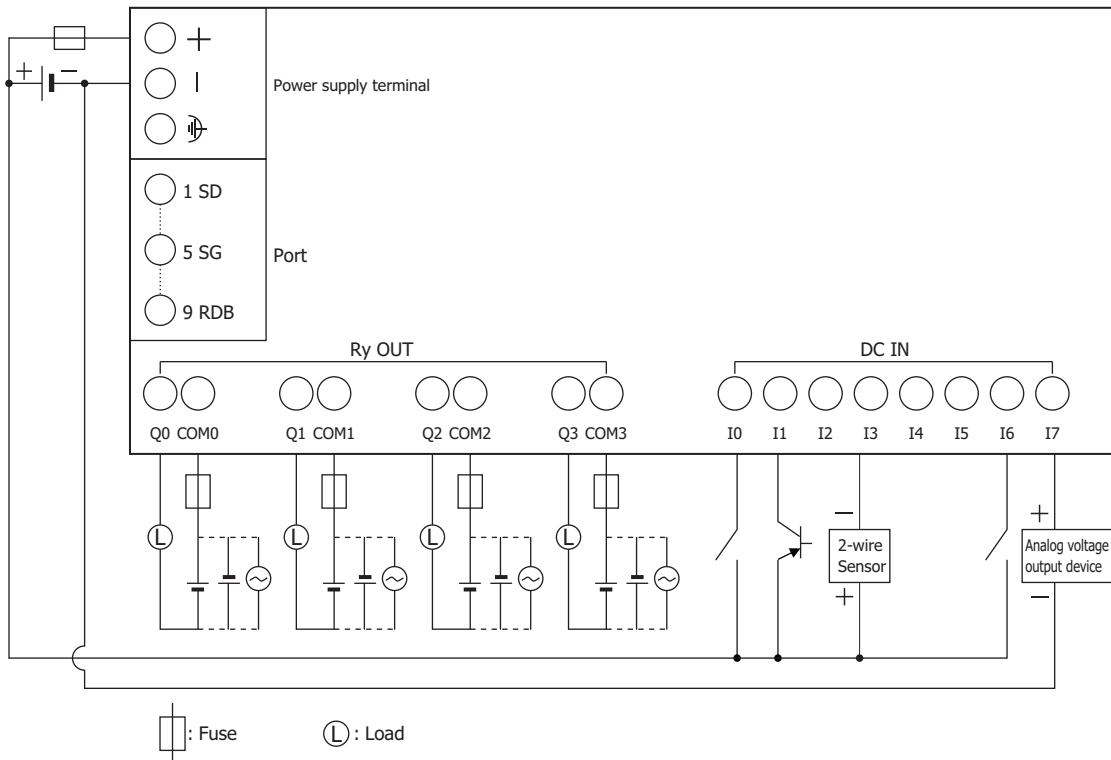 +
+ −
−
Power supply terminal
1 SD
5 SG
Port
9 RDB
Ry OUT
DC IN
Q0 COM0 Q1 COM1 Q2 COM2 Q3 COM3 I0 I1 I2 I3 I4 I5 I6 I7
−
+
L L L L
2-wire
Sensor
Analog voltage
output device
+
−
: Fuse
L : Load